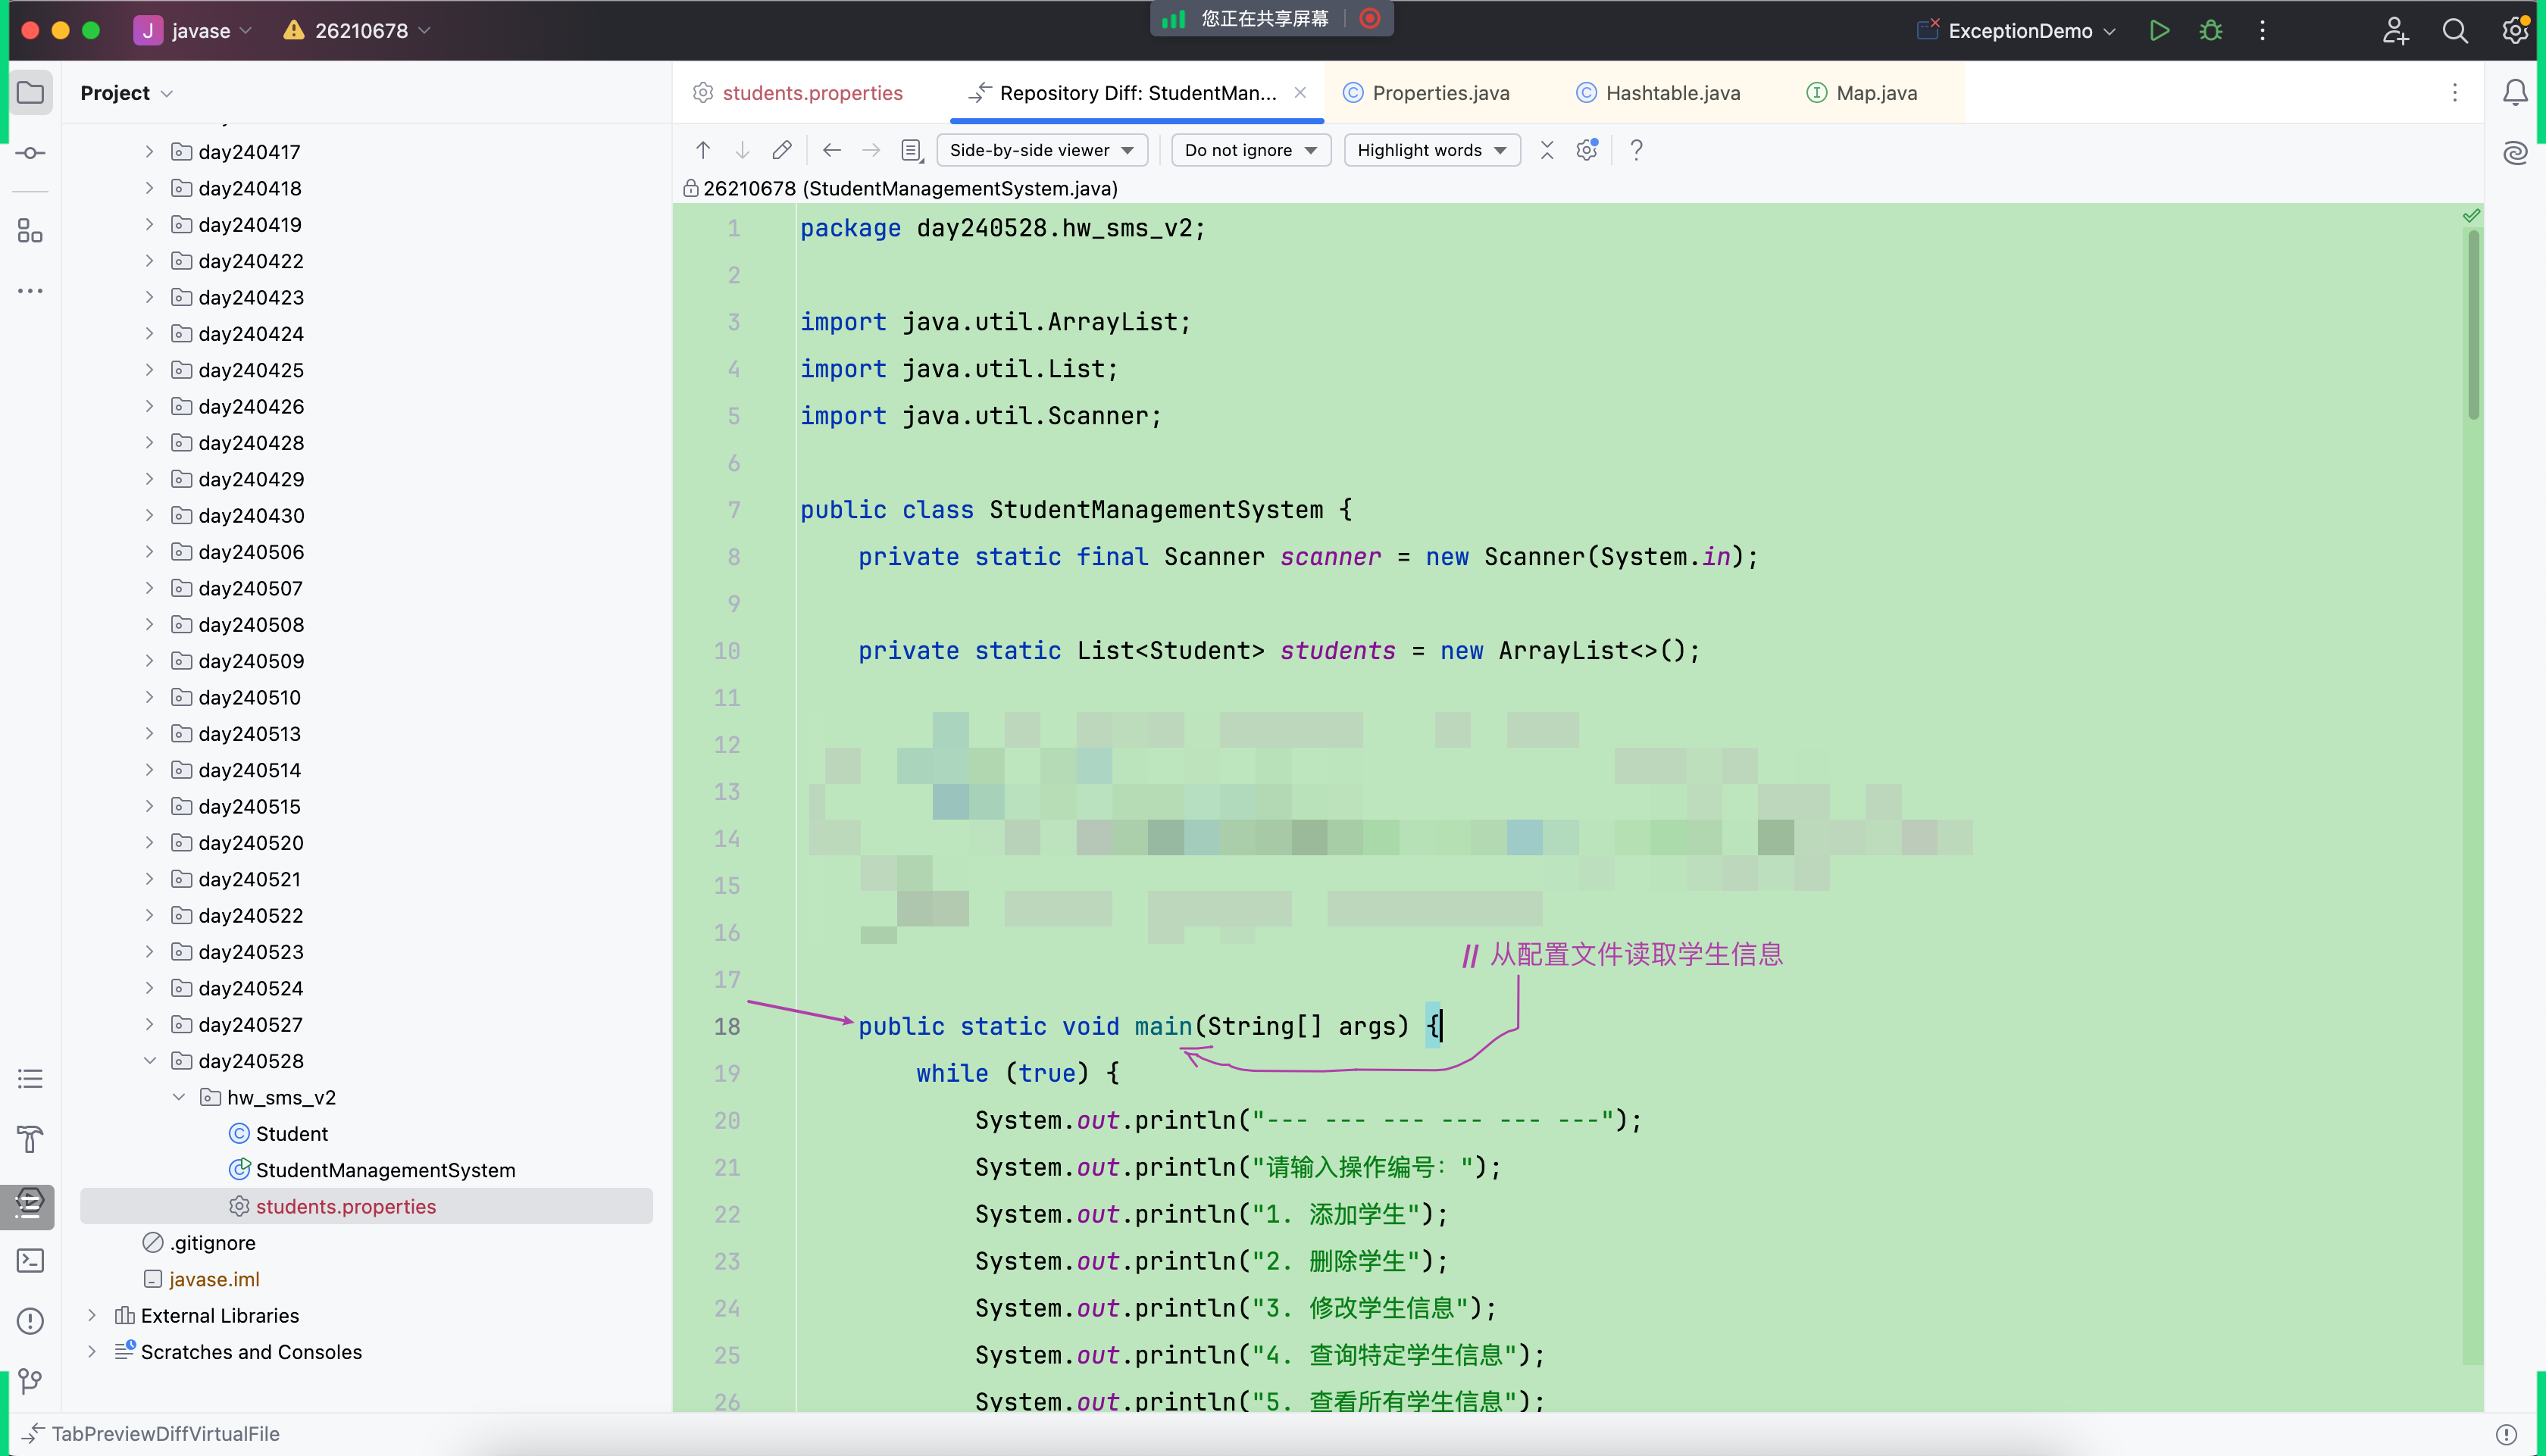 J javase 26210678 您正在共享屏幕 ExceptionDemo
Project
students.properties Repository Diff: StudentMan... Properties.java Hashtable.java Map.java
Side-by-side viewer Do not ignore Highlight words ?
26210678 (StudentManagementSystem.java)
day240417
day240418
day240419
day240422
day240423
day240424
day240425
day240426
day240428
day240429
day240430
day240506
day240507
day240508
day240509
day240510
day240513
day240514
day240515
day240520
day240521
day240522
day240523
day240524
day240527
day240528
hw_sms_v2
Student
StudentManagementSystem
students.properties
.gitignore
javase.iml
External Libraries
Scratches and Consoles
1 package day240528.hw_sms_v2;
2
3 import java.util.ArrayList;
4 import java.util.List;
5 import java.util.Scanner;
6
7 public class StudentManagementSystem {
8 private static final Scanner scanner = new Scanner(System.in);
9
10 private static List<Student> students = new ArrayList<>();
11
12
13
14
15
16
// 从配置文件读取学生信息
17
18 public static void main(String[] args) {
19 while (true) {
20 System.out.println("--- --- --- --- --- ---");
21 System.out.println("请输入操作编号：");
22 System.out.println("1. 添加学生");
23 System.out.println("2. 删除学生");
24 System.out.println("3. 修改学生信息");
25 System.out.println("4. 查询特定学生信息");
26 System.out.println("5. 查看所有学生信息");
TabPreviewDiffVirtualFile